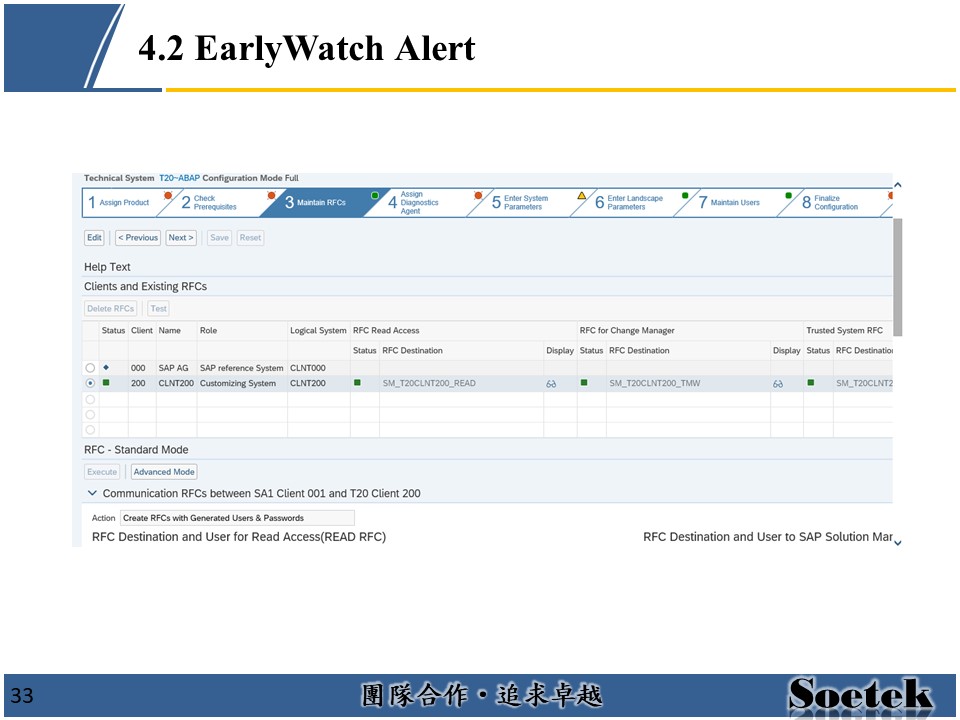 4.2 EarlyWatch Alert
Technical System T20~ABAP Configuration Mode Full
1 Assign Product
2 Check Prerequisites
3 Maintain RFCs
4 Assign Diagnostics Agent
5 Enter System Parameters
6 Enter Landscape Parameters
7 Maintain Users
8 Finalize Configuration
Edit < Previous Next > Save Reset
Help Text
Clients and Existing RFCs
Delete RFCs Test
Status Client Name Role Logical System RFC Read Access RFC for Change Manager Trusted System RFC
Status RFC Destination Display Status RFC Destination Display Status RFC Destination
000 SAP AG SAP reference System CLNT000
200 CLNT200 Customizing System CLNT200 SM_T20CLNT200_READ SM_T20CLNT200_TMW SM_T20CLNT2
RFC - Standard Mode
Execute Advanced Mode
Communication RFCs between SA1 Client 001 and T20 Client 200
Action Create RFCs with Generated Users & Passwords
RFC Destination and User for Read Access(READ RFC) RFC Destination and User to SAP Solution Mar
33
團隊合作·追求卓越
Soetek